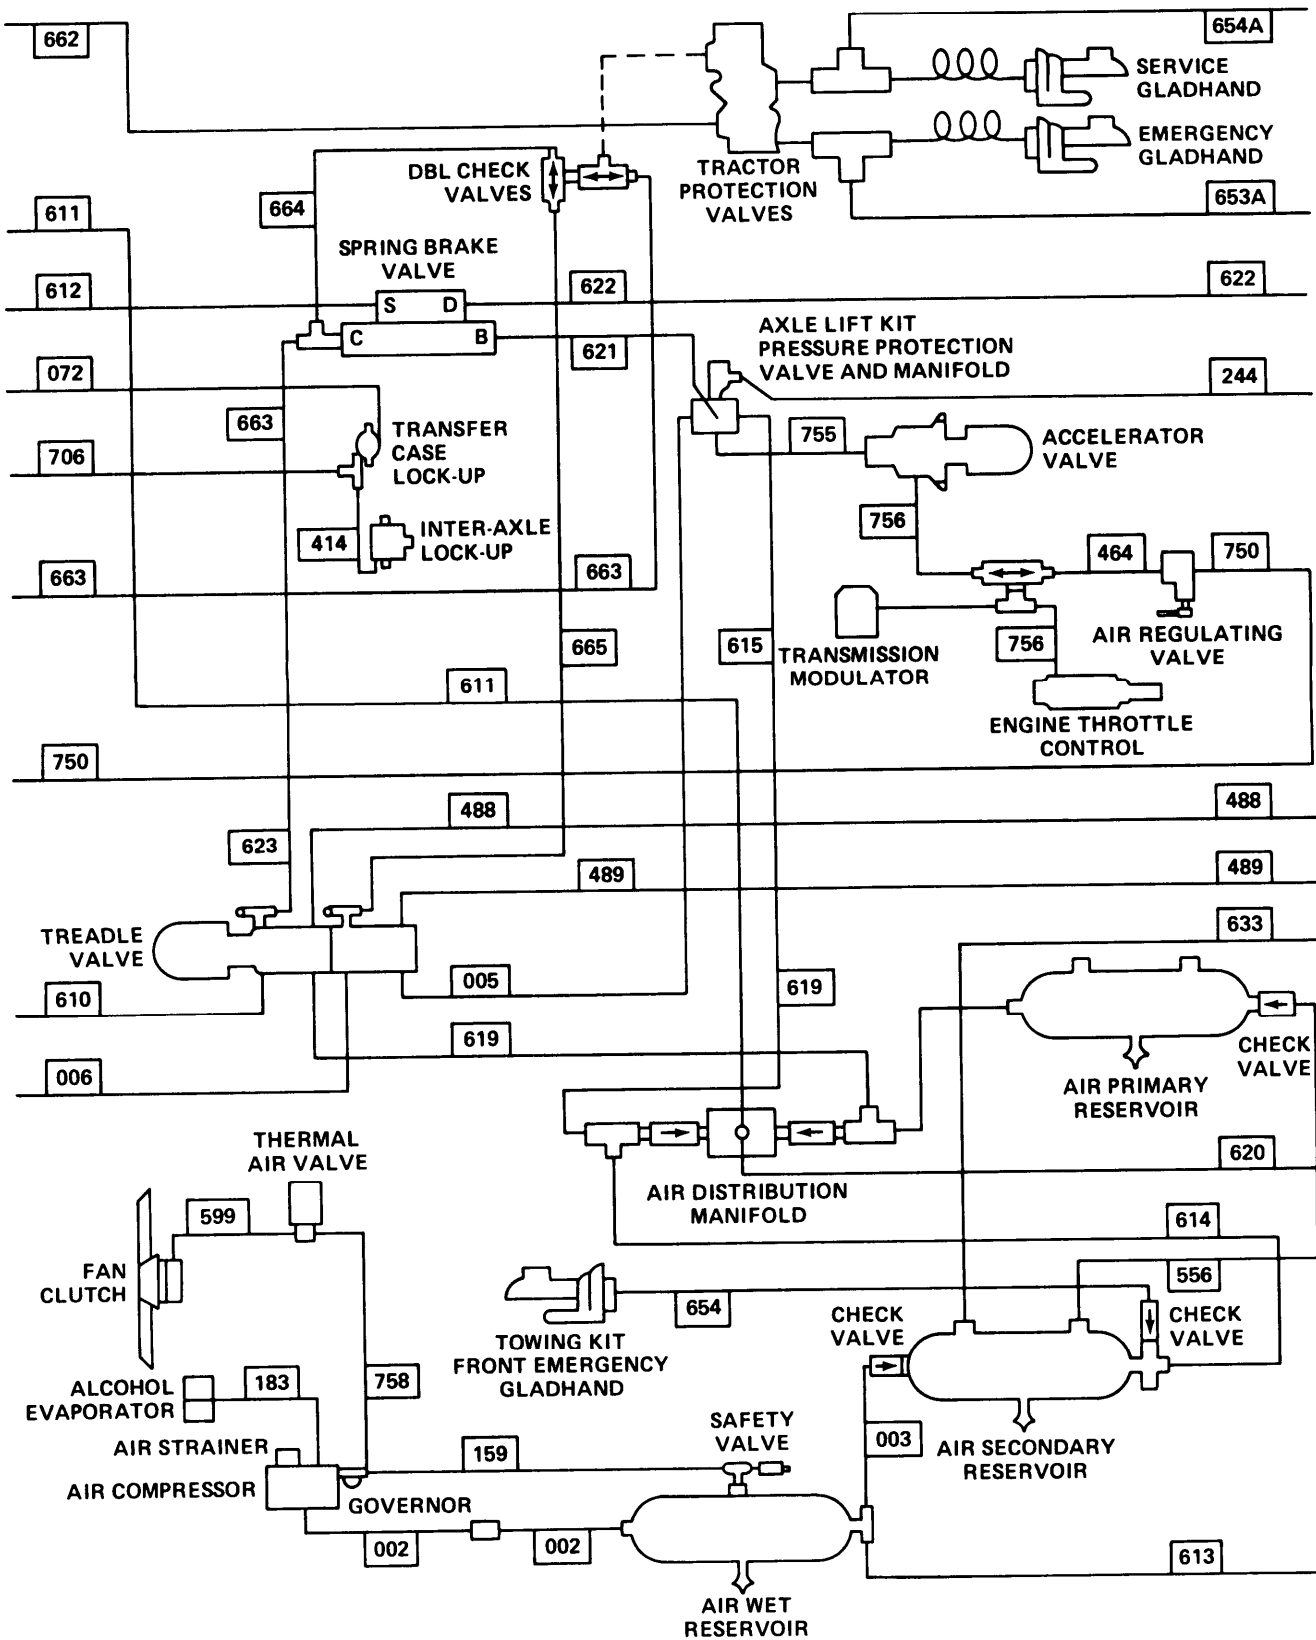 662
654A
SERVICE
GLADHAND
EMERGENCY
GLADHAND
TRACTOR
PROTECTION
VALVES
DBL CHECK
VALVES
664
653A
611
SPRING BRAKE
VALVE
612
S D
622
622
C B
621
AXLE LIFT KIT
PRESSURE PROTECTION
VALVE AND MANIFOLD
072
244
663
TRANSFER
CASE
LOCK-UP
755
ACCELERATOR
VALVE
706
756
414
INTER-AXLE
LOCK-UP
464
750
663
663
665
615
TRANSMISSION
MODULATOR
756
AIR REGULATING
VALVE
611
ENGINE THROTTLE
CONTROL
750
488
488
623
489
489
TREADLE
VALVE
633
610
005
619
619
CHECK
VALVE
006
AIR PRIMARY
RESERVOIR
THERMAL
AIR VALVE
620
AIR DISTRIBUTION
MANIFOLD
599
614
FAN
CLUTCH
556
654
CHECK
VALVE
CHECK
VALVE
TOWING KIT
FRONT EMERGENCY
GLADHAND
ALCOHOL
EVAPORATOR
183
758
SAFETY
VALVE
003
AIR SECONDARY
RESERVOIR
AIR STRAINER
159
AIR COMPRESSOR
GOVERNOR
002
002
613
AIR WET
RESERVOIR